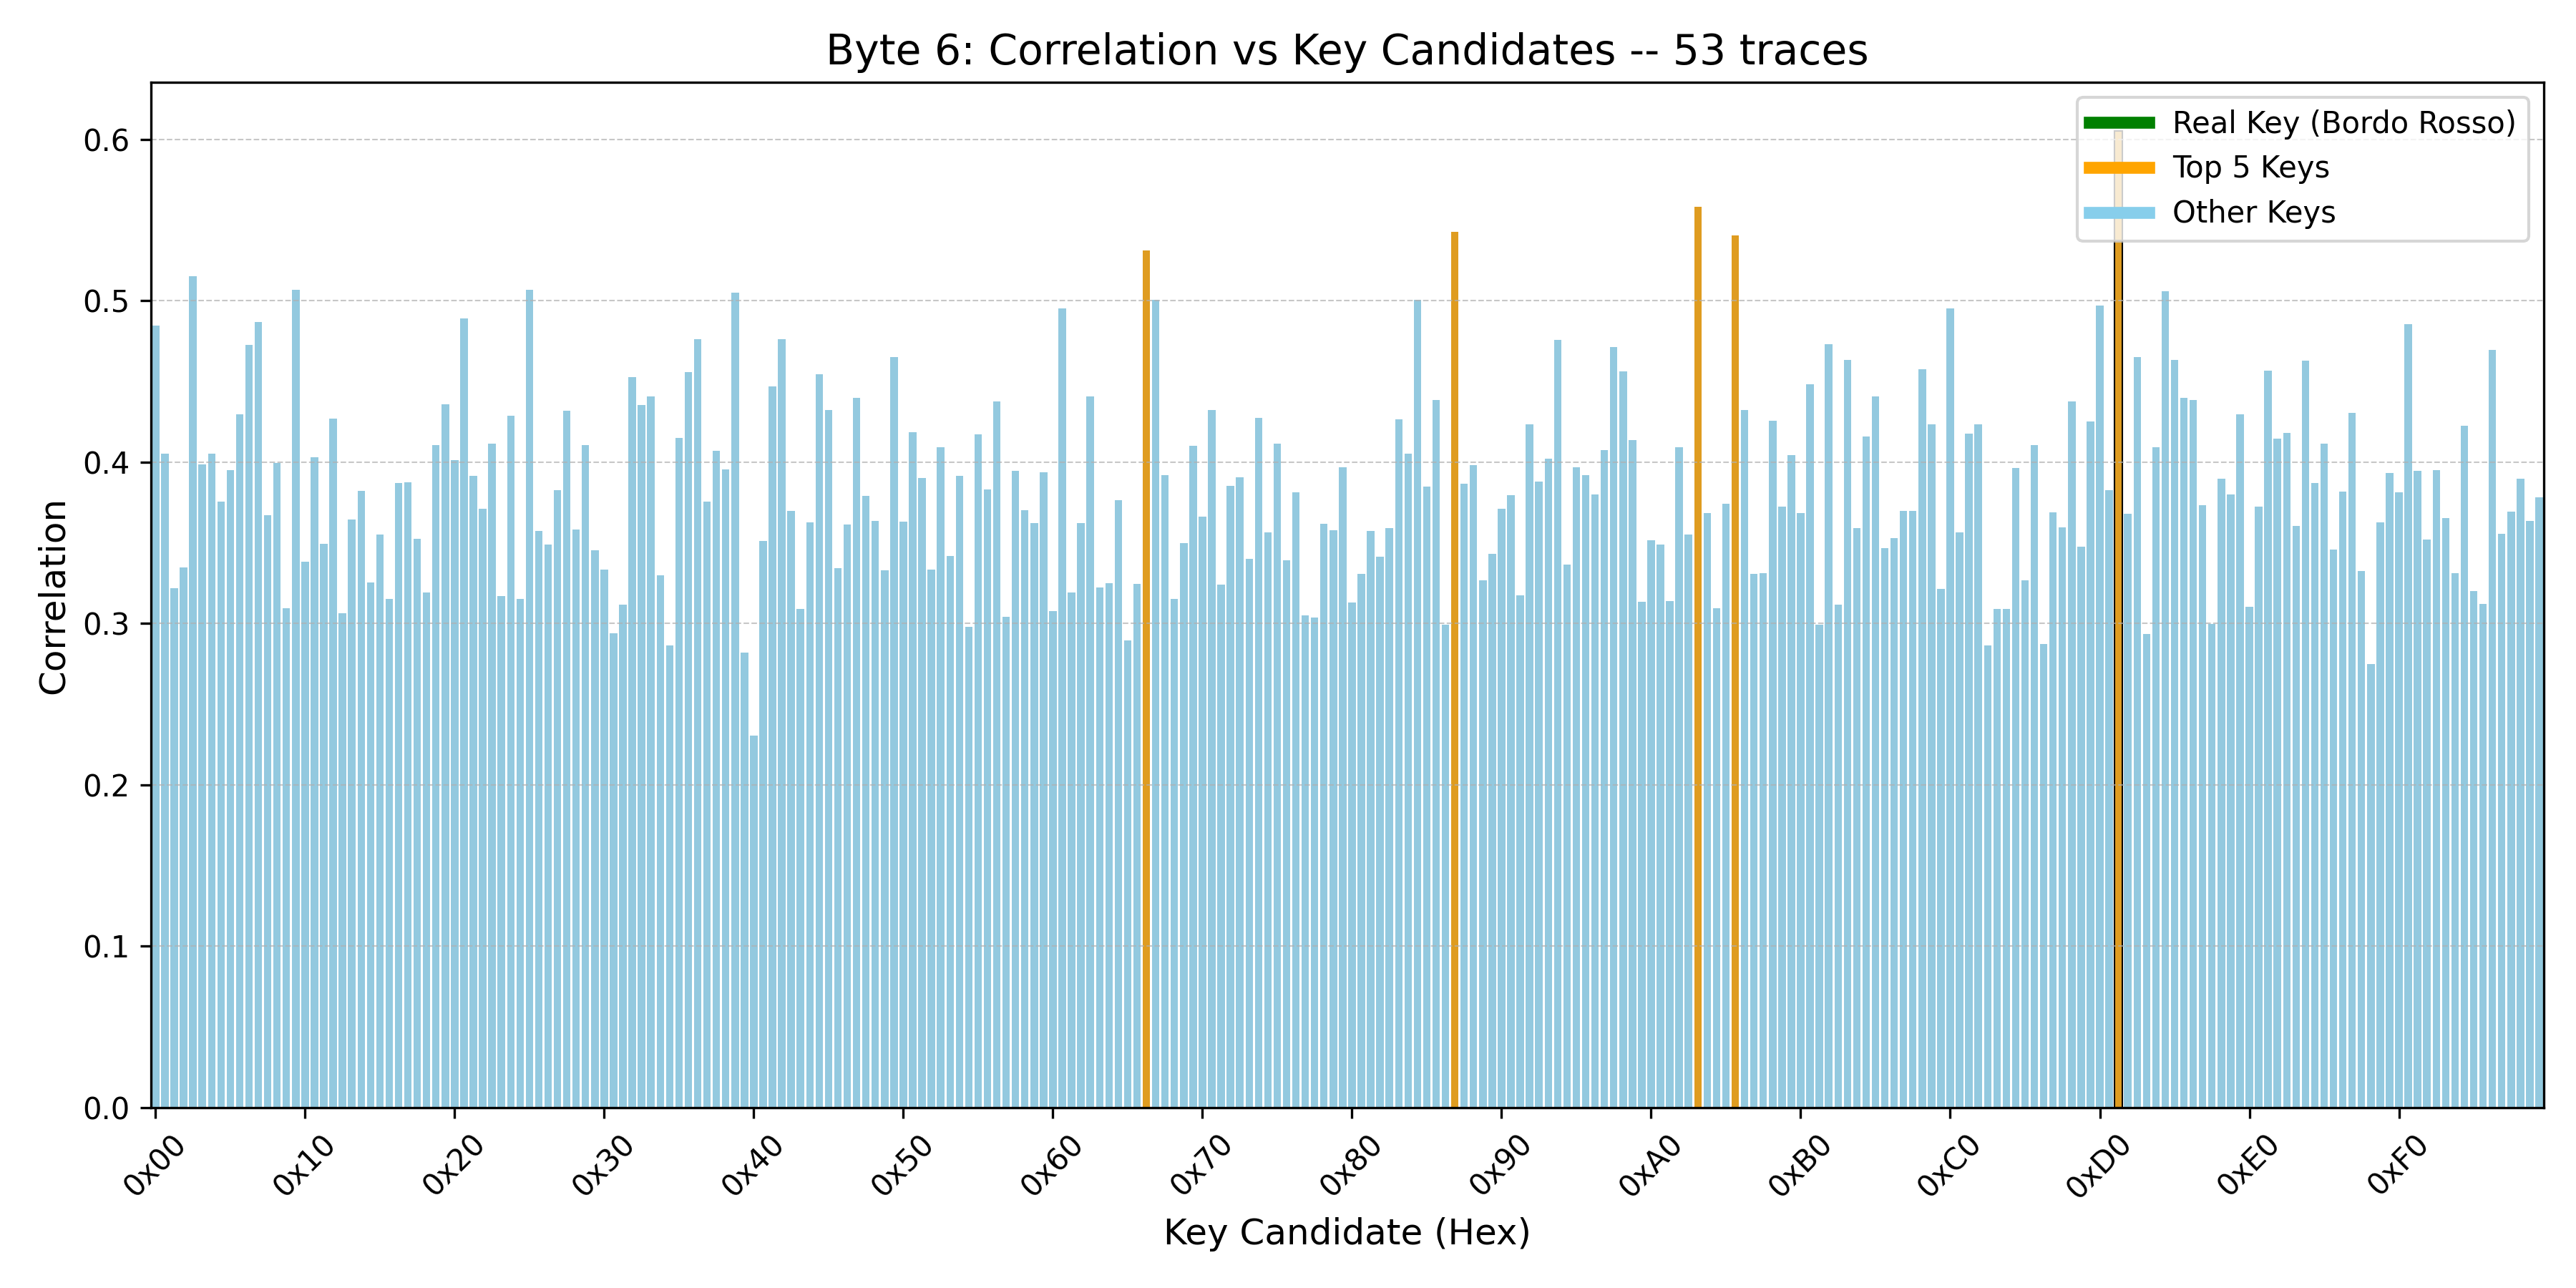 Byte 6: Correlation vs Key Candidates -- 53 traces
Real Key (Bordo Rosso)
Top 5 Keys
Other Keys
Correlation
0.6
0.5
0.4
0.3
0.2
0.1
0.0
0x00 0x10 0x20 0x30 0x40 0x50 0x60 0x70 0x80 0x90 0xA0 0xB0 0xC0 0xD0 0xE0 0xF0
Key Candidate (Hex)